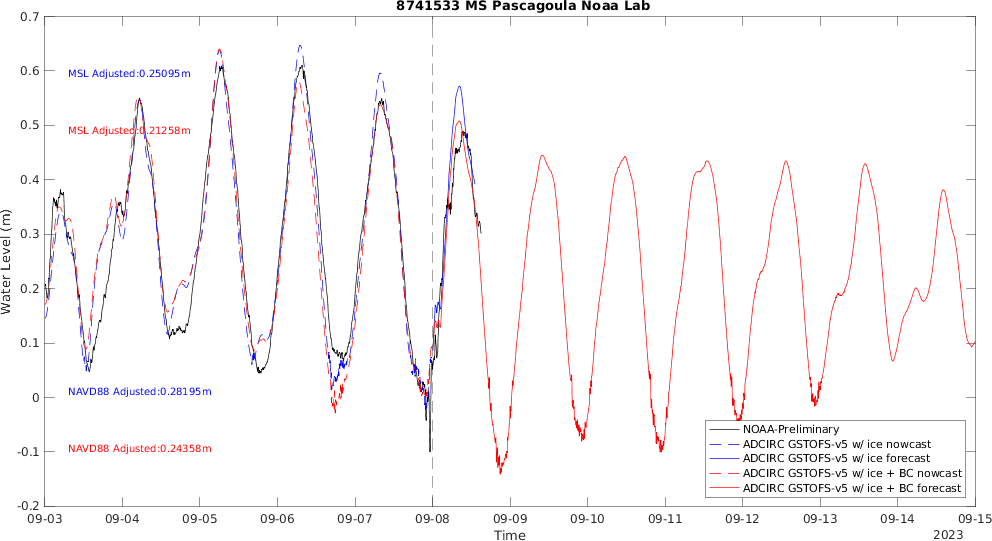 8741533 MS Pascagoula Noaa Lab
0.7
0.6
0.5
0.4
0.3
0.2
0.1
0
-0.1
-0.2
Water Level (m)
MSL Adjusted:0.25095m
MSL Adjusted:0.21258m
NAVD88 Adjusted:0.28195m
NAVD88 Adjusted:0.24358m
NOAA-Preliminary
ADCIRC GSTOFS-v5 w/ ice nowcast
ADCIRC GSTOFS-v5 w/ ice forecast
ADCIRC GSTOFS-v5 w/ ice + BC nowcast
ADCIRC GSTOFS-v5 w/ ice + BC forecast
09-03 09-04 09-05 09-06 09-07 09-08 09-09 09-10 09-11 09-12 09-13 09-14 09-15
Time
2023